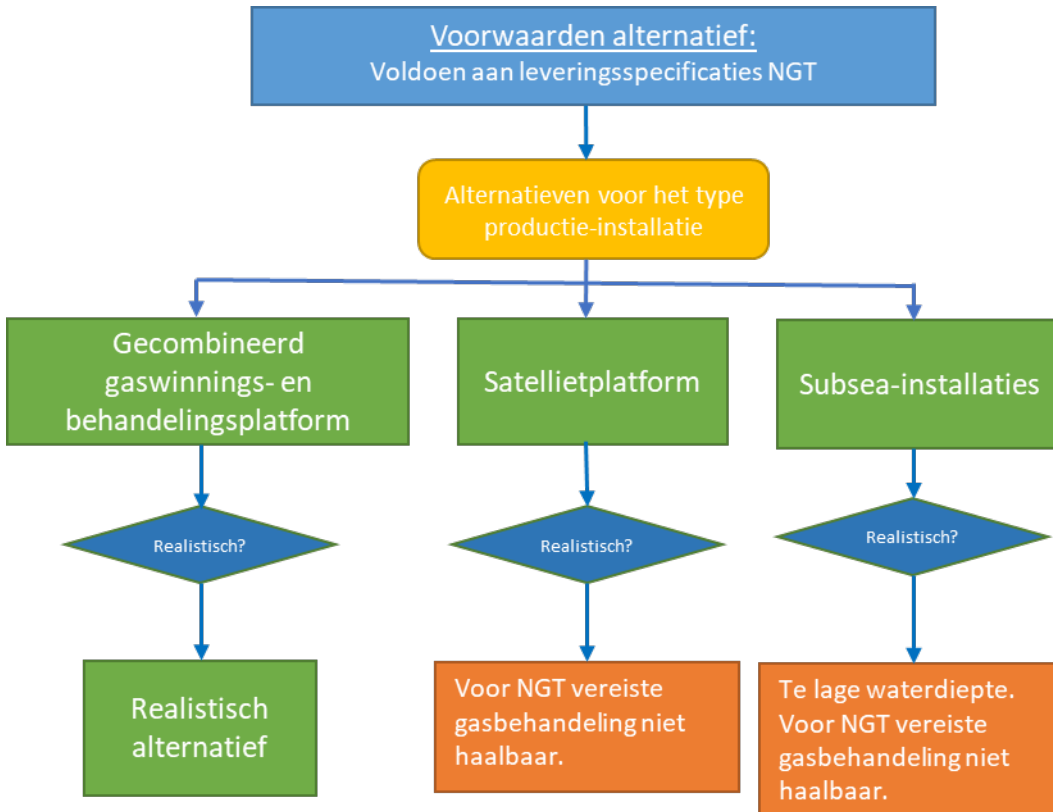 Voorwaarden alternatief:
Voldoen aan leveringsspecificaties NGT
Alternatieven voor het type
productie-installatie
Gecombineerd
gaswinnings- en
behandelingsplatform
Satellietplatform
Subsea-installaties
Realistisch?
Realistisch?
Realistisch?
Realistisch
alternatief
Voor NGT vereiste
gasbehandeling niet
haalbaar.
Te lage waterdiepte.
Voor NGT vereiste
gasbehandeling niet
haalbaar.